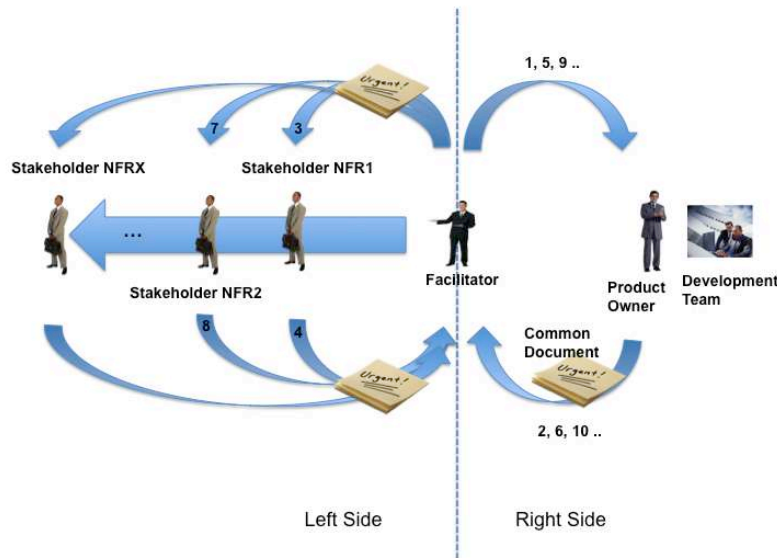 Urgent!
1, 5, 9 ..
7
3
Stakeholder NFRX
Stakeholder NFR1
...
Facilitator
Product
Owner
Development
Team
Stakeholder NFR2
8
4
Common
Document
Urgent!
Urgent!
2, 6, 10 ..
Left Side
Right Side